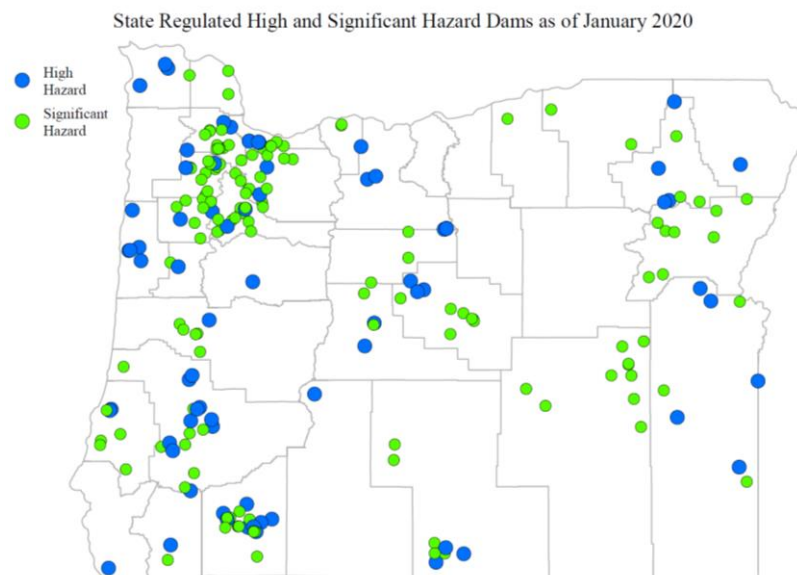 State Regulated High and Significant Hazard Dams as of January 2020
High
Hazard
Significant
Hazard